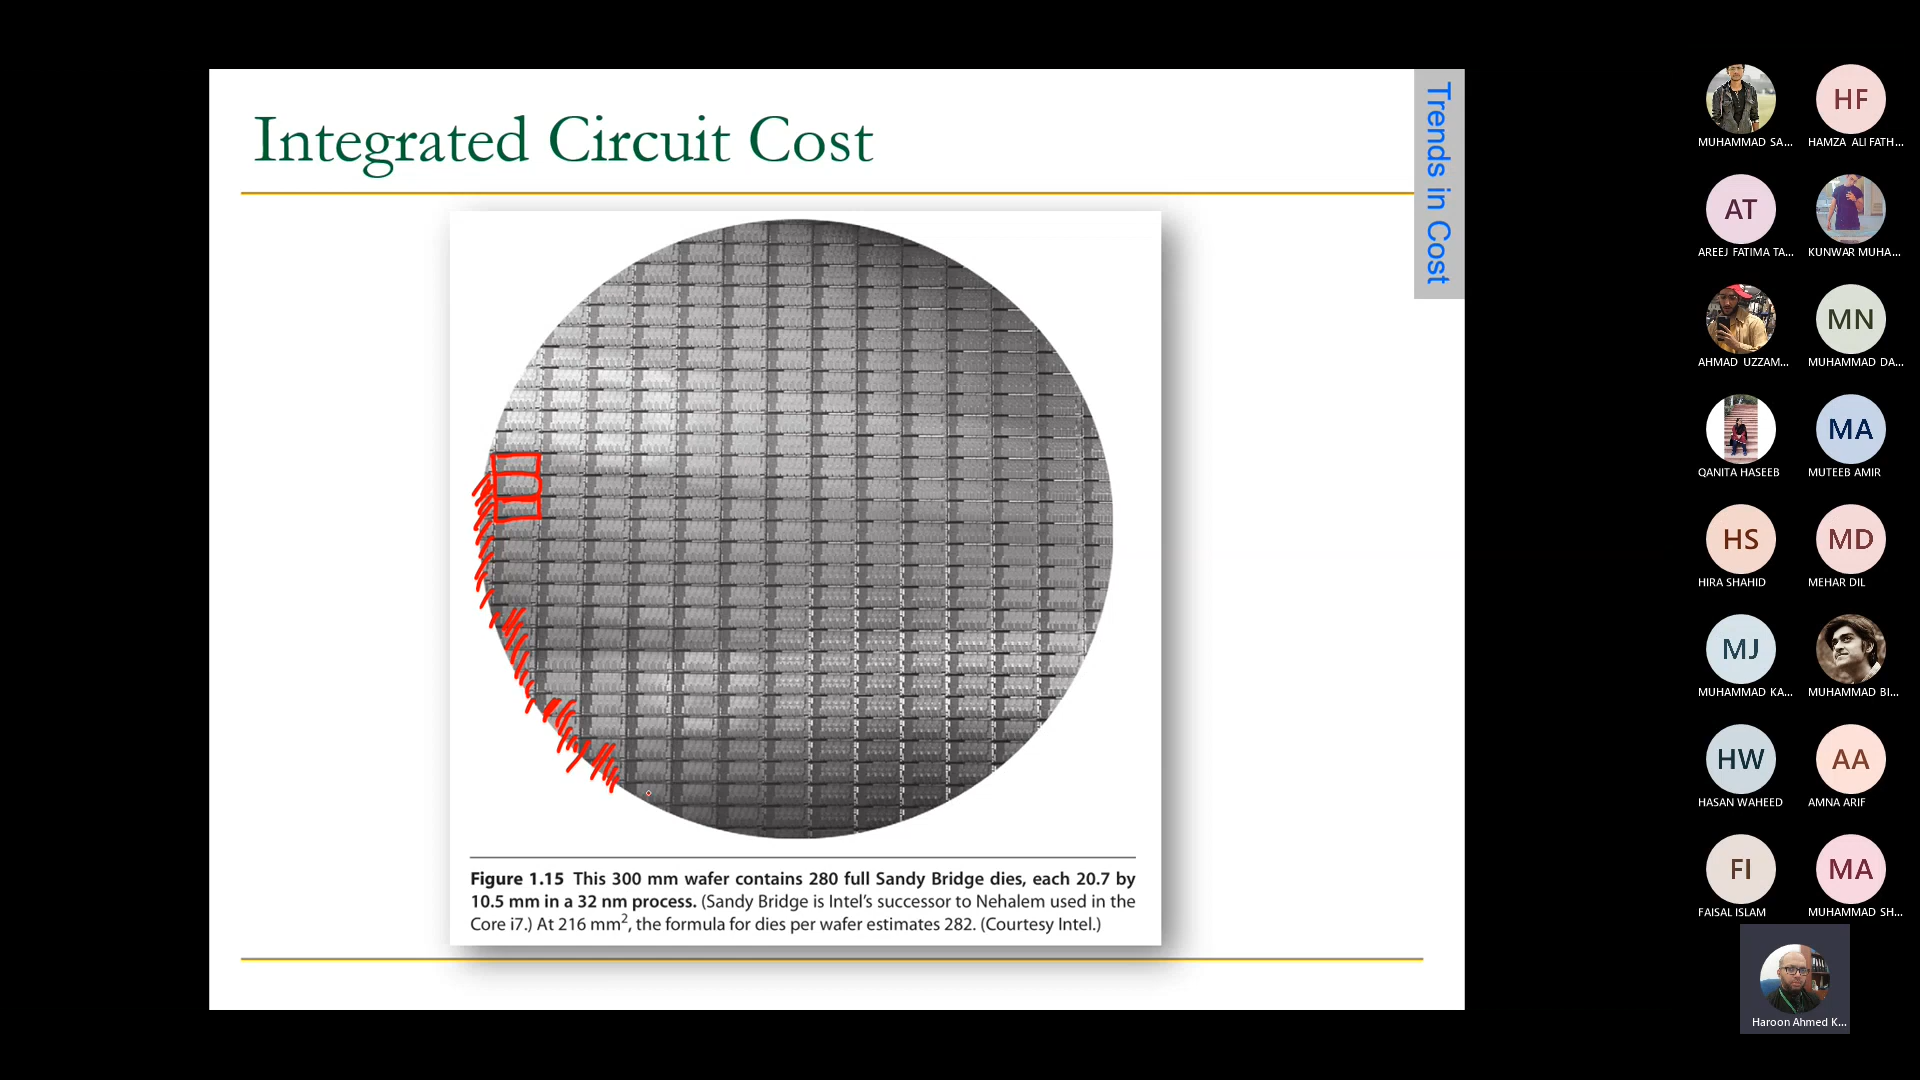 Integrated Circuit Cost
Trends in Cost
Figure 1.15 This 300 mm wafer contains 280 full Sandy Bridge dies, each 20.7 by
10.5 mm in a 32 nm process. (Sandy Bridge is Intel's successor to Nehalem used in the
Core i7.) At 216 mm², the formula for dies per wafer estimates 282. (Courtesy Intel.)
MUHAMMAD SA...
HF
HAMZA ALI FATH...
AT
AREEJ FATIMA TA...
KUNWAR MUHA...
AHMAD UZZAM...
MN
MUHAMMAD DA...
QANITA HASEEB
MA
MUTEEB AMIR
HS
HIRA SHAHID
MD
MEHAR DIL
MJ
MUHAMMAD KA...
MUHAMMAD BI...
HW
HASAN WAHEED
AA
AMNA ARIF
FI
FAISAL ISLAM
MA
MUHAMMAD SH...
Haroon Ahmed K...